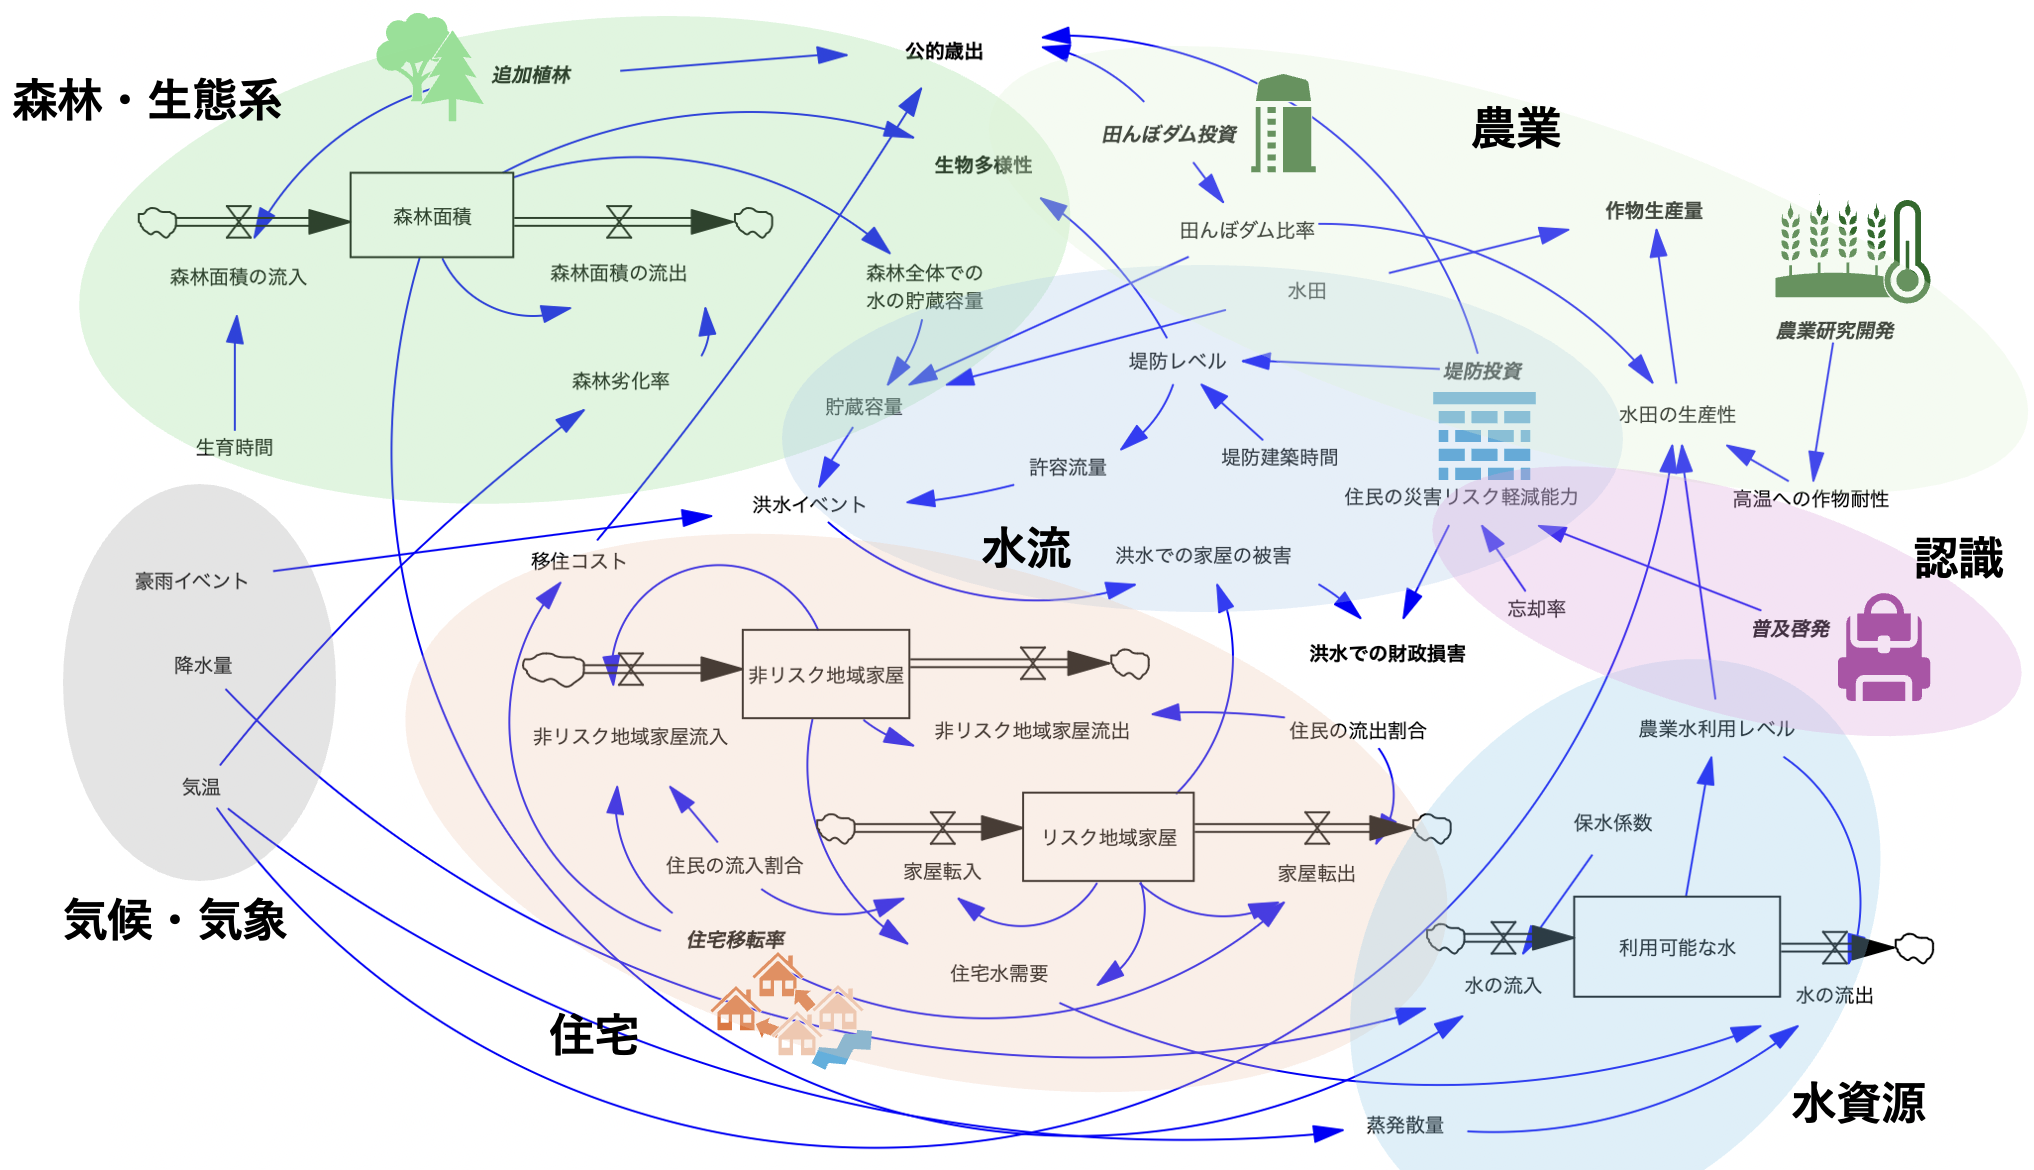 森林・生態系
追加植林
公的歳出
田んぼダム投資
農業
生物多様性
森林面積
田んぼダム比率
作物生産量
森林面積の流入
森林面積の流出
森林全体での
水の貯蔵容量
水田
農業研究開発
堤防レベル
堤防投資
森林劣化率
貯蔵容量
水田の生産性
生育時間
許容流量
堤防建築時間
洪水イベント
住民の災害リスク軽減能力
高温への作物耐性
水流
移住コスト
洪水での家屋の被害
認識
豪雨イベント
忘却率
普及啓発
降水量
洪水での財政損害
非リスク地域家屋
非リスク地域家屋流入
非リスク地域家屋流出
住民の流出割合
農業水利用レベル
気温
保水係数
リスク地域家屋
住民の流入割合
家屋転入
家屋転出
気候・気象
住宅移転率
利用可能な水
住宅水需要
水の流入
水の流出
住宅
水資源
蒸発散量